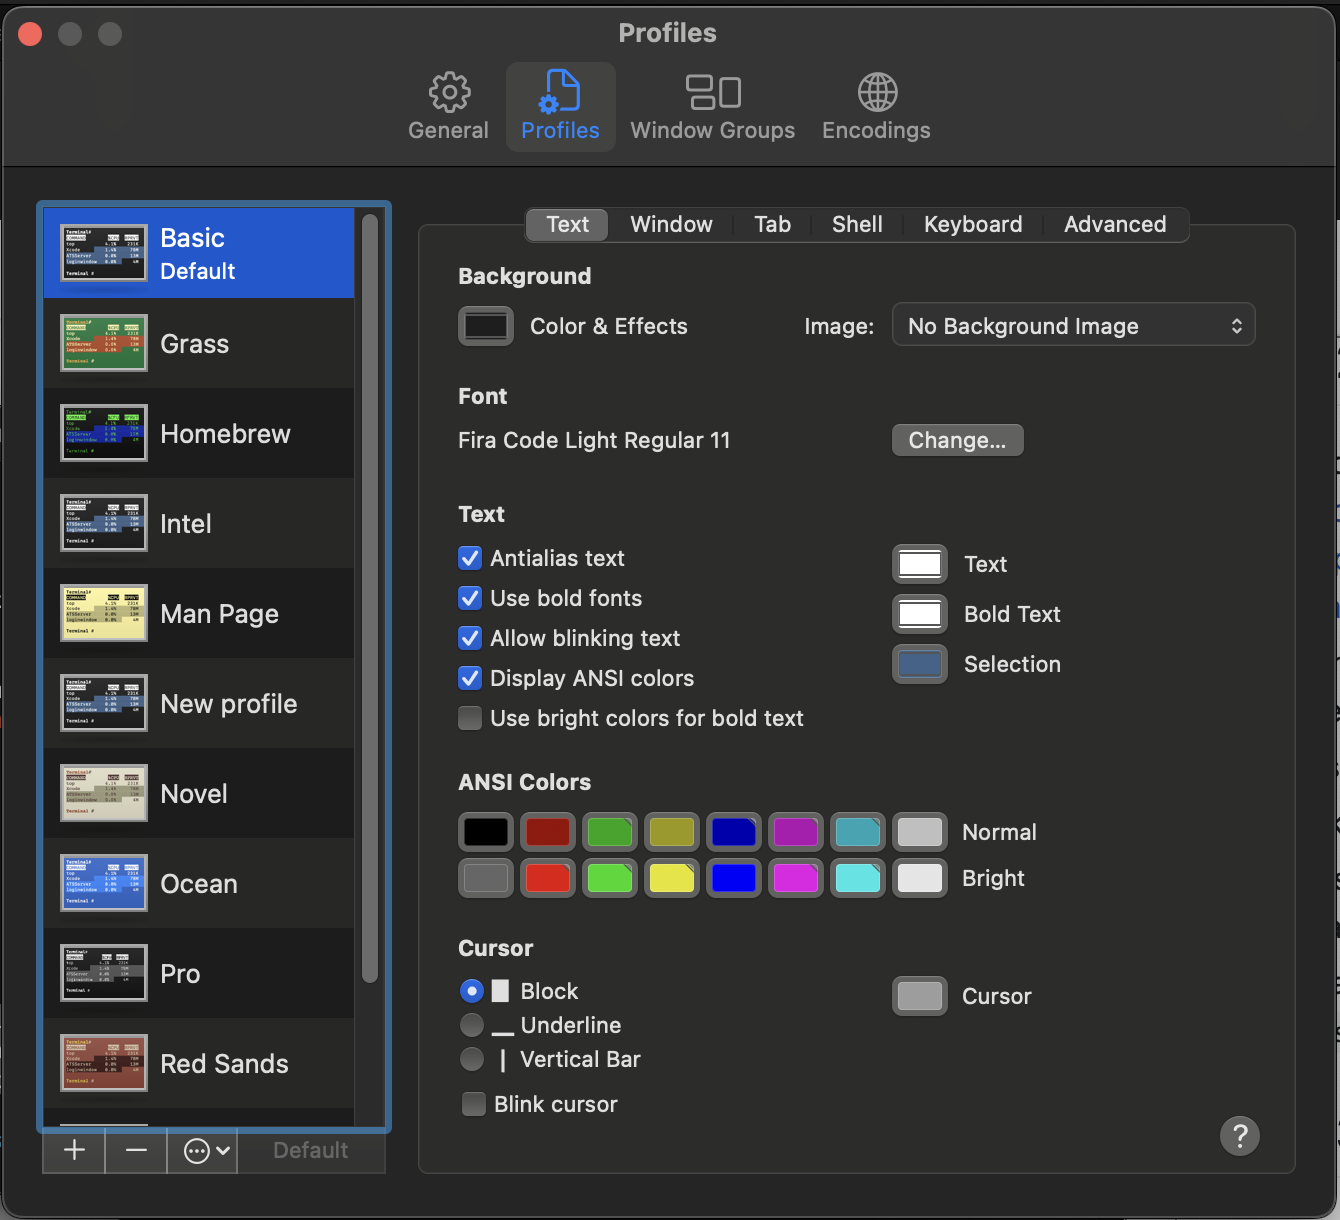 Profiles
General
Profiles
Window Groups
Encodings
Basic
Default
Grass
Homebrew
Intel
Man Page
New profile
Novel
Ocean
Pro
Red Sands
Default
Text
Window
Tab
Shell
Keyboard
Advanced
Background
Color & Effects
Image:
No Background Image
Font
Fira Code Light Regular 11
Change...
Text
Antialias text
Use bold fonts
Allow blinking text
Display ANSI colors
Use bright colors for bold text
Text
Bold Text
Selection
ANSI Colors
Normal
Bright
Cursor
Block
Underline
Vertical Bar
Blink cursor
Cursor
?